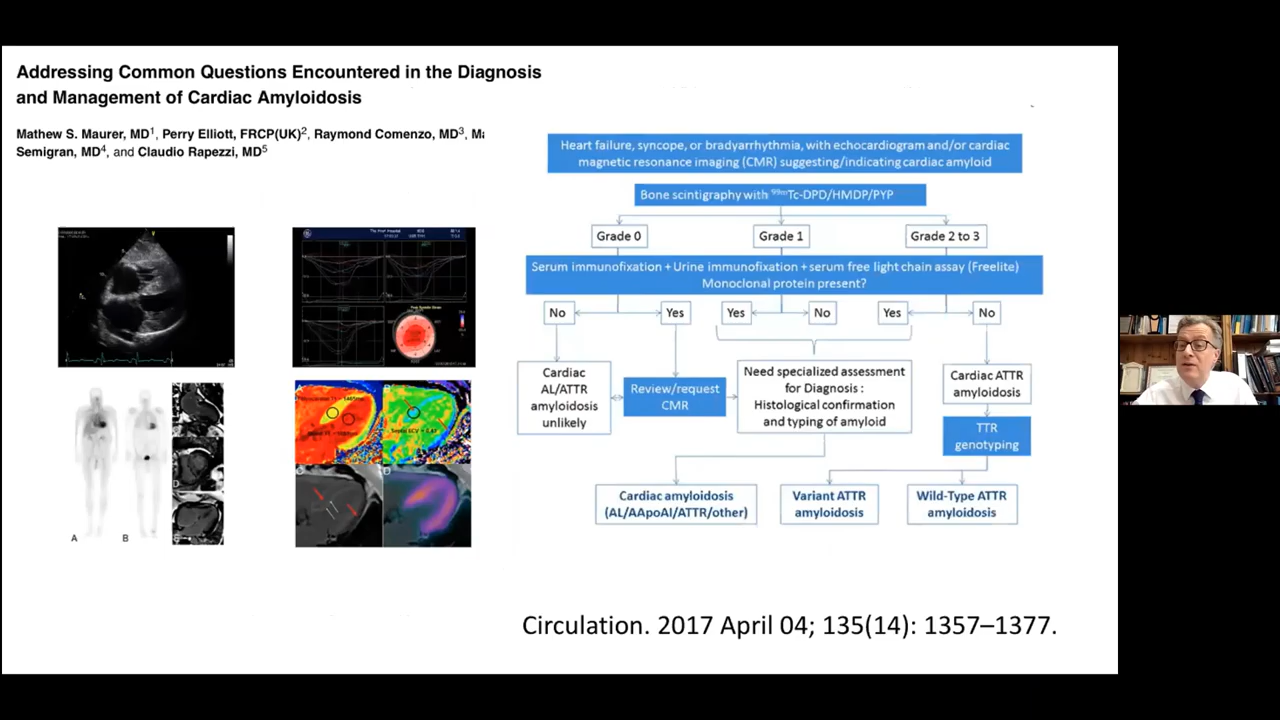 Addressing Common Questions Encountered in the Diagnosis
and Management of Cardiac Amyloidosis
Mathew S. Maurer, MD1, Perry Elliott, FRCP(UK)2, Raymond Comenzo, MD3,
Semigran, MD4, and Claudio Rapezzi, MD5
Heart failure, syncope, or bradyarrhythmia, with echocardiogram and/or cardiac
magnetic resonance imaging (CMR) suggesting/indicating cardiac amyloid
Bone scintigraphy with 99mTc-DPD/HMDP/PYP
Grade 0
Grade 1
Grade 2 to 3
Serum immunofixation + Urine immunofixation + serum free light chain assay (Freelite)
Monoclonal protein present?
No
Yes
Yes
No
Yes
No
Cardiac
AL/ATTR
amyloidosis
unlikely
Review/request
CMR
Need specialized assessment
for Diagnosis :
Histological confirmation
and typing of amyloid
Cardiac ATTR
amyloidosis
TTR
genotyping
Cardiac amyloidosis
(AL/AApoAI/ATTR/other)
Variant ATTR
amyloidosis
Wild-Type ATTR
amyloidosis
A
B
Circulation. 2017 April 04; 135(14): 1357–1377.